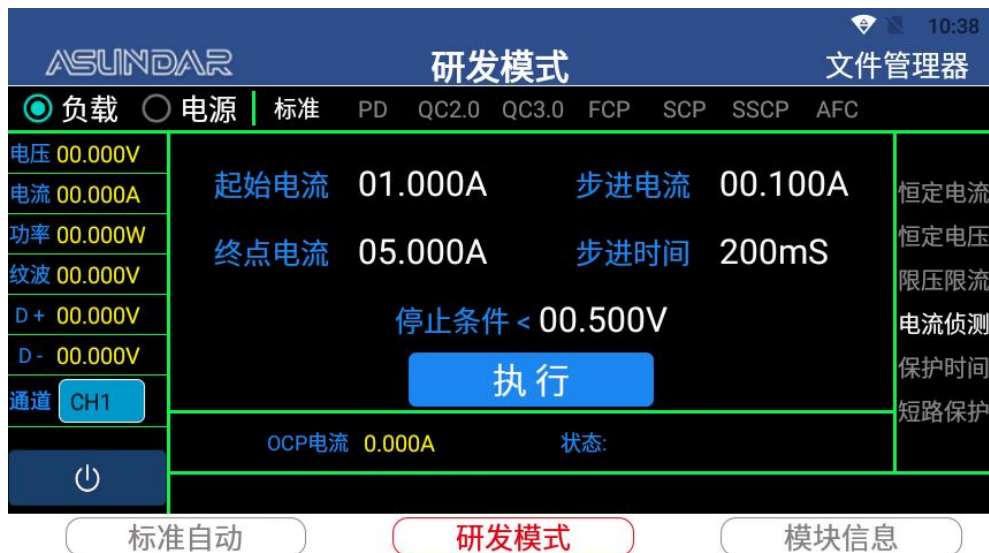 10:38
ASUNDAR 研发模式 文件管理器
负载 电源 标准 PD QC2.0 QC3.0 FCP SCP SSCP AFC
电压 00.000V
电流 00.000A
功率 00.000W
纹波 00.000V
D+ 00.000V
D- 00.000V
通道 CH1
起始电流 01.000A 步进电流 00.100A
终点电流 05.000A 步进时间 200mS
停止条件 < 00.500V
执行
OCP电流 0.000A 状态:
恒定电流
恒定电压
限压限流
电流侦测
保护时间
短路保护
标准自动 研发模式 模块信息